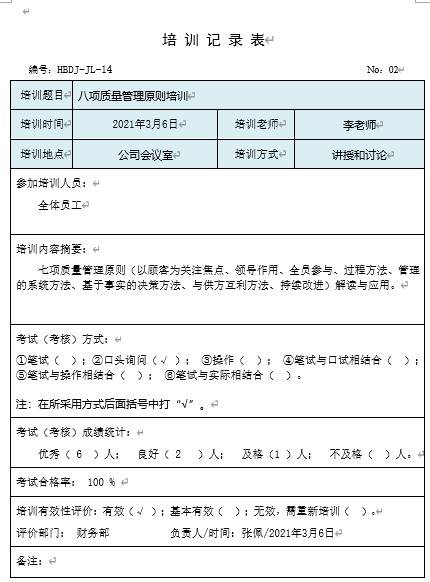 培 训 记 录 表
编号：HBDJ-JL-14 No：02
培训题目 八项质量管理原则培训
培训时间 2021年3月6日 培训老师 李老师
培训地点 公司会议室 培训方式 讲授和讨论
参加培训人员：
全体员工
培训内容摘要：
七项质量管理原则（以顾客为关注焦点、领导作用、全员参与、过程方法、管理
的系统方法、基于事实的决策方法、与供方互利方法、持续改进）解读与应用。
考试（考核）方式：
①笔试（ ）；②口头询问（√ ）； ③操作（ ）； ④笔试与口试相结合（ ）；
⑤笔试与操作相结合（ ）； ⑥笔试与实际相结合（ ）。
注：在所采用方式后面括号中打“√”。
考试（考核）成绩统计：
优秀（ 6 ）人； 良好（ 2 ）人； 及格（1 ）人； 不及格（ ）人。
考试合格率： 100 %
培训有效性评价：有效（√ ）；基本有效（ ）；无效，需重新培训（ ）。
评价部门： 财务部 负责人/时间：张佩/2021年3月6日
备注：